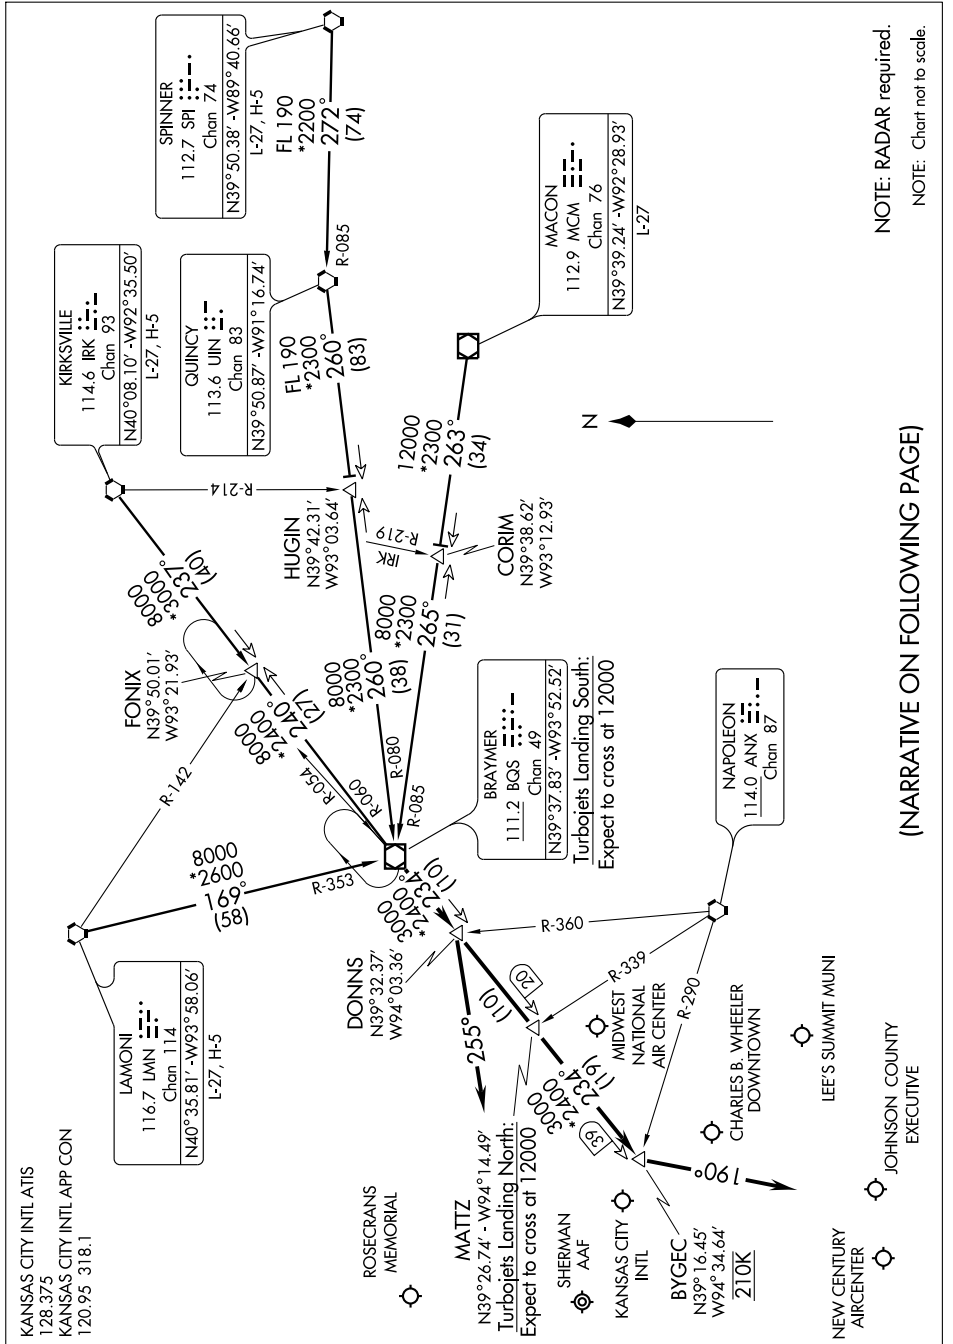 KANSAS CITY INTL ATIS
128.375
KANSAS CITY INTL APP CON
120.95 318.1
LAMONI
116.7 LMN
Chan 114
N40°35.81' -W93°58.06'
L-27, H-5
KIRKSVILLE
114.6 IRK
Chan 93
N40°08.10' -W92°35.50'
L-27, H-5
SPINNER
112.7 SPI
Chan 74
N39°50.38' -W89°40.66'
L-27, H-5
QUINCY
113.6 UIN
Chan 83
N39°50.87' -W91°16.74'
FL 190
*2200
272°
(74)
R-085
FL 190
*2300
260°
(83)
R-214
8000
*3000
237°
(40)
FONIX
N39°50.01'
W93°21.93'
R-142
8000
*2600
169°
(58)
R-353
8000
*2400
240°
(27)
R-054
R-060
HUGIN
N39°42.31'
W93°03.64'
8000
*2300
260°
(38)
R-080
IRK
R-219
MACON
112.9 MCM
Chan 76
N39°39.24' -W92°28.93'
L-27
12000
*2300
263°
(34)
CORIM
N39°38.62'
W93°12.93'
8000
*2300
265°
(31)
R-085
N
BRAYMER
111.2 BQS
Chan 49
N39°37.83' -W93°52.52'
Turbojets Landing South:
Expect to cross at 12000
3000
*2400
234°
(10)
DONNS
N39°32.37'
W94°03.36'
255°
(10)
20
R-360
R-339
R-290
NAPOLEON
114.0 ANX
Chan 87
MATTZ
N39°26.74' - W94°14.49'
Turbojets Landing North:
Expect to cross at 12000
3000
*2400
234°
(19)
39
BYGEC
N39°16.45'
W94°34.64'
210K
190°
ROSECRANS
MEMORIAL
SHERMAN
AAF
KANSAS CITY
INTL
MIDWEST
NATIONAL
AIR CENTER
CHARLES B. WHEELER
DOWNTOWN
LEE'S SUMMIT MUNI
JOHNSON COUNTY
EXECUTIVE
NEW CENTURY
AIRCENTER
(NARRATIVE ON FOLLOWING PAGE)
NOTE: RADAR required.
NOTE: Chart not to scale.